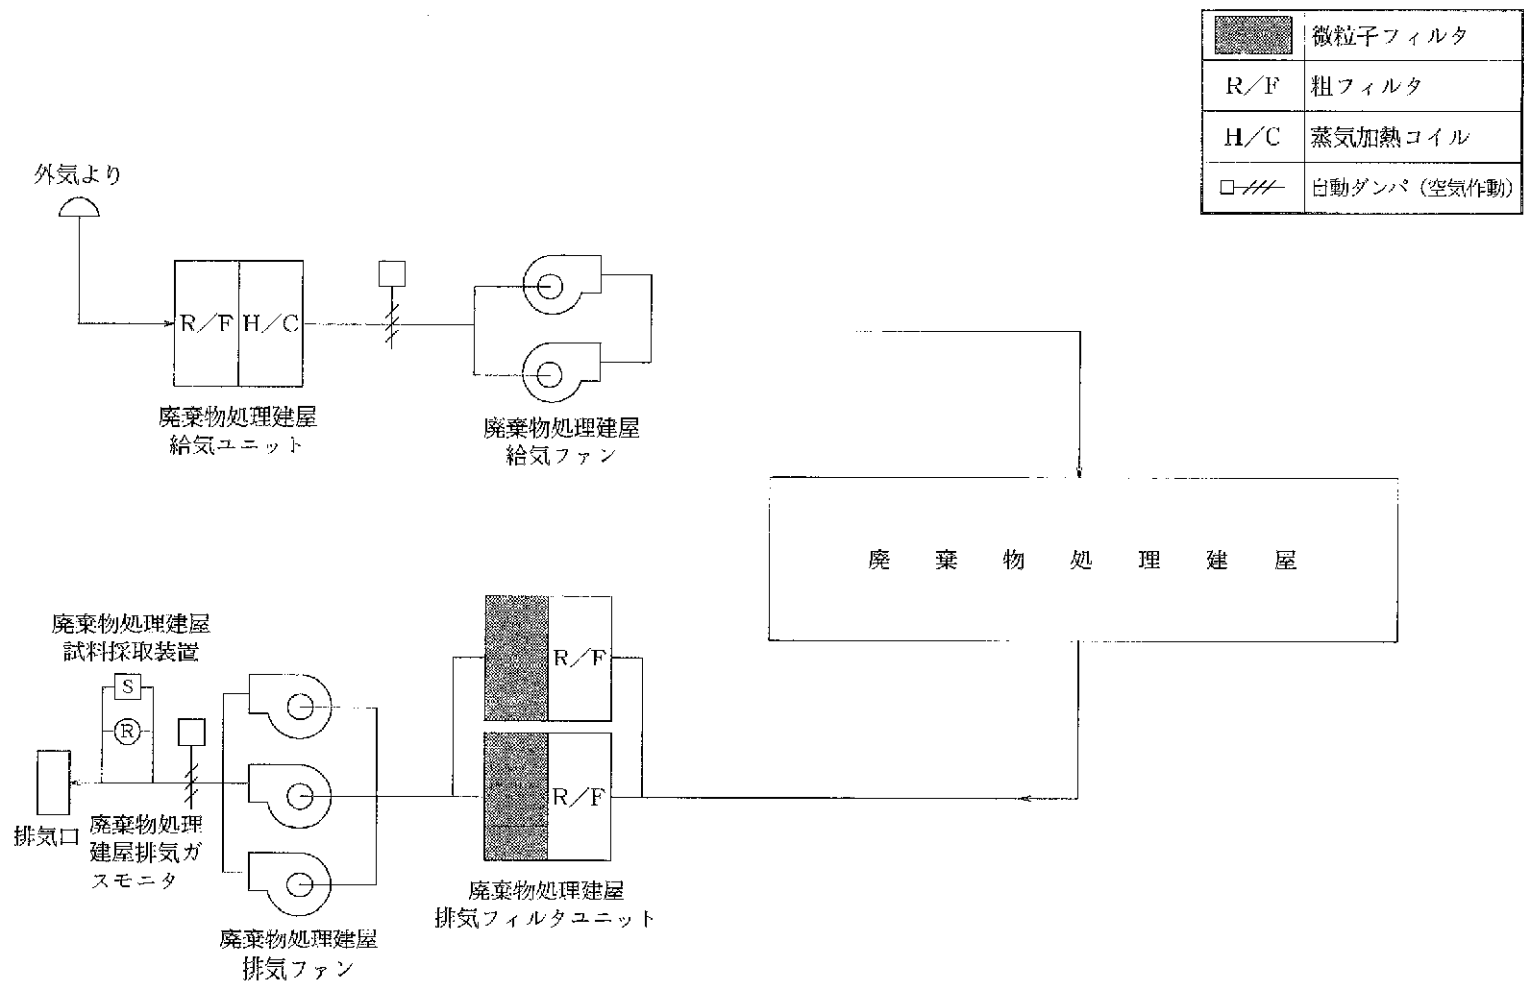 微粒子フィルタ
R/F 粗フィルタ
H/C 蒸気加熱コイル
自動ダンパ（空気作動）
外気より
R/F H/C
廃棄物処理建屋
給気ユニット
廃棄物処理建屋
給気ファン
廃棄物処理建屋
廃棄物処理建屋
試料採取装置
S
R
排気口
廃棄物処理
建屋排気ガ
スモニタ
廃棄物処理建屋
排気ファン
R/F
R/F
廃棄物処理建屋
排気フィルタユニット